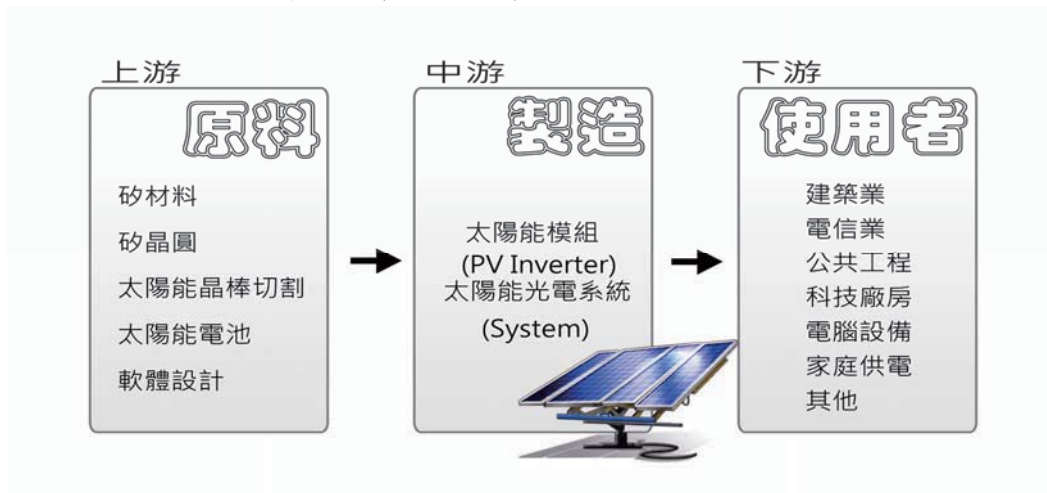 上游
原料
矽材料
矽晶圓
太陽能晶棒切割
太陽能電池
軟體設計
中游
製造
太陽能模組
(PV Inverter)
太陽能光電系統
(System)
下游
使用者
建築業
電信業
公共工程
科技廠房
電腦設備
家庭供電
其他